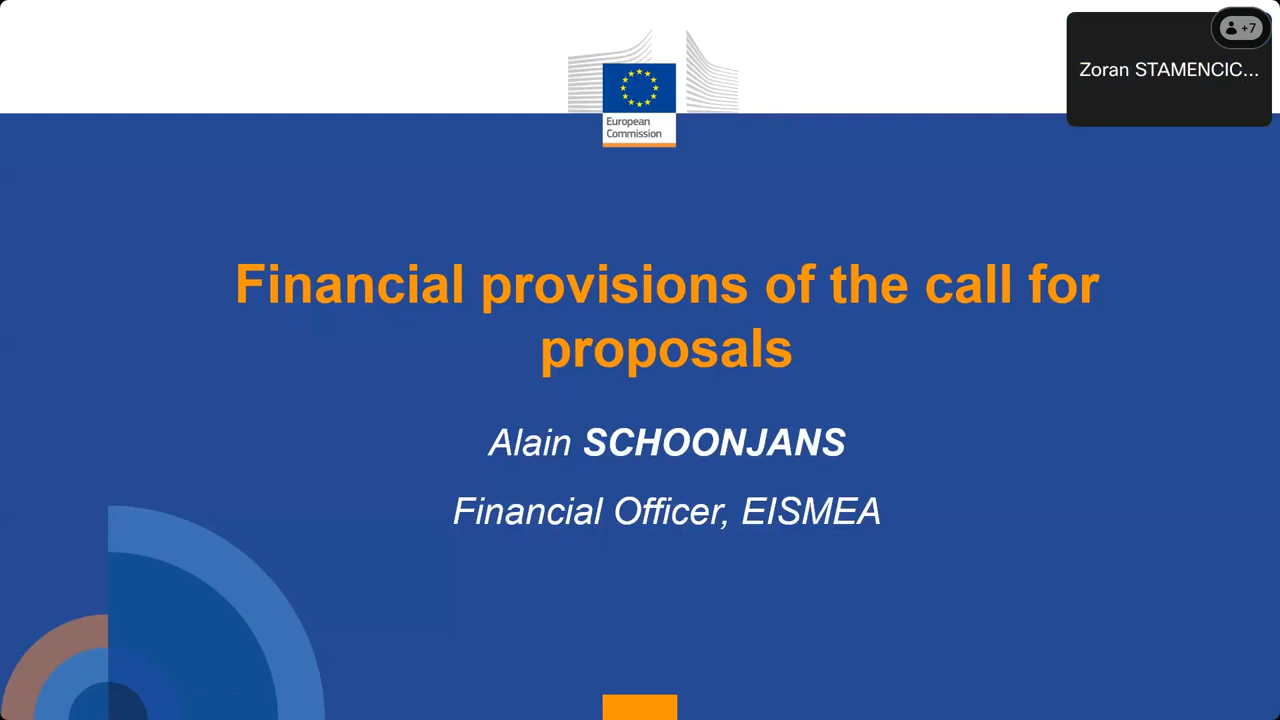 +7
Zoran STAMENCIC...
European
Commission
Financial provisions of the call for
proposals
Alain SCHOONJANS
Financial Officer, EISMEA